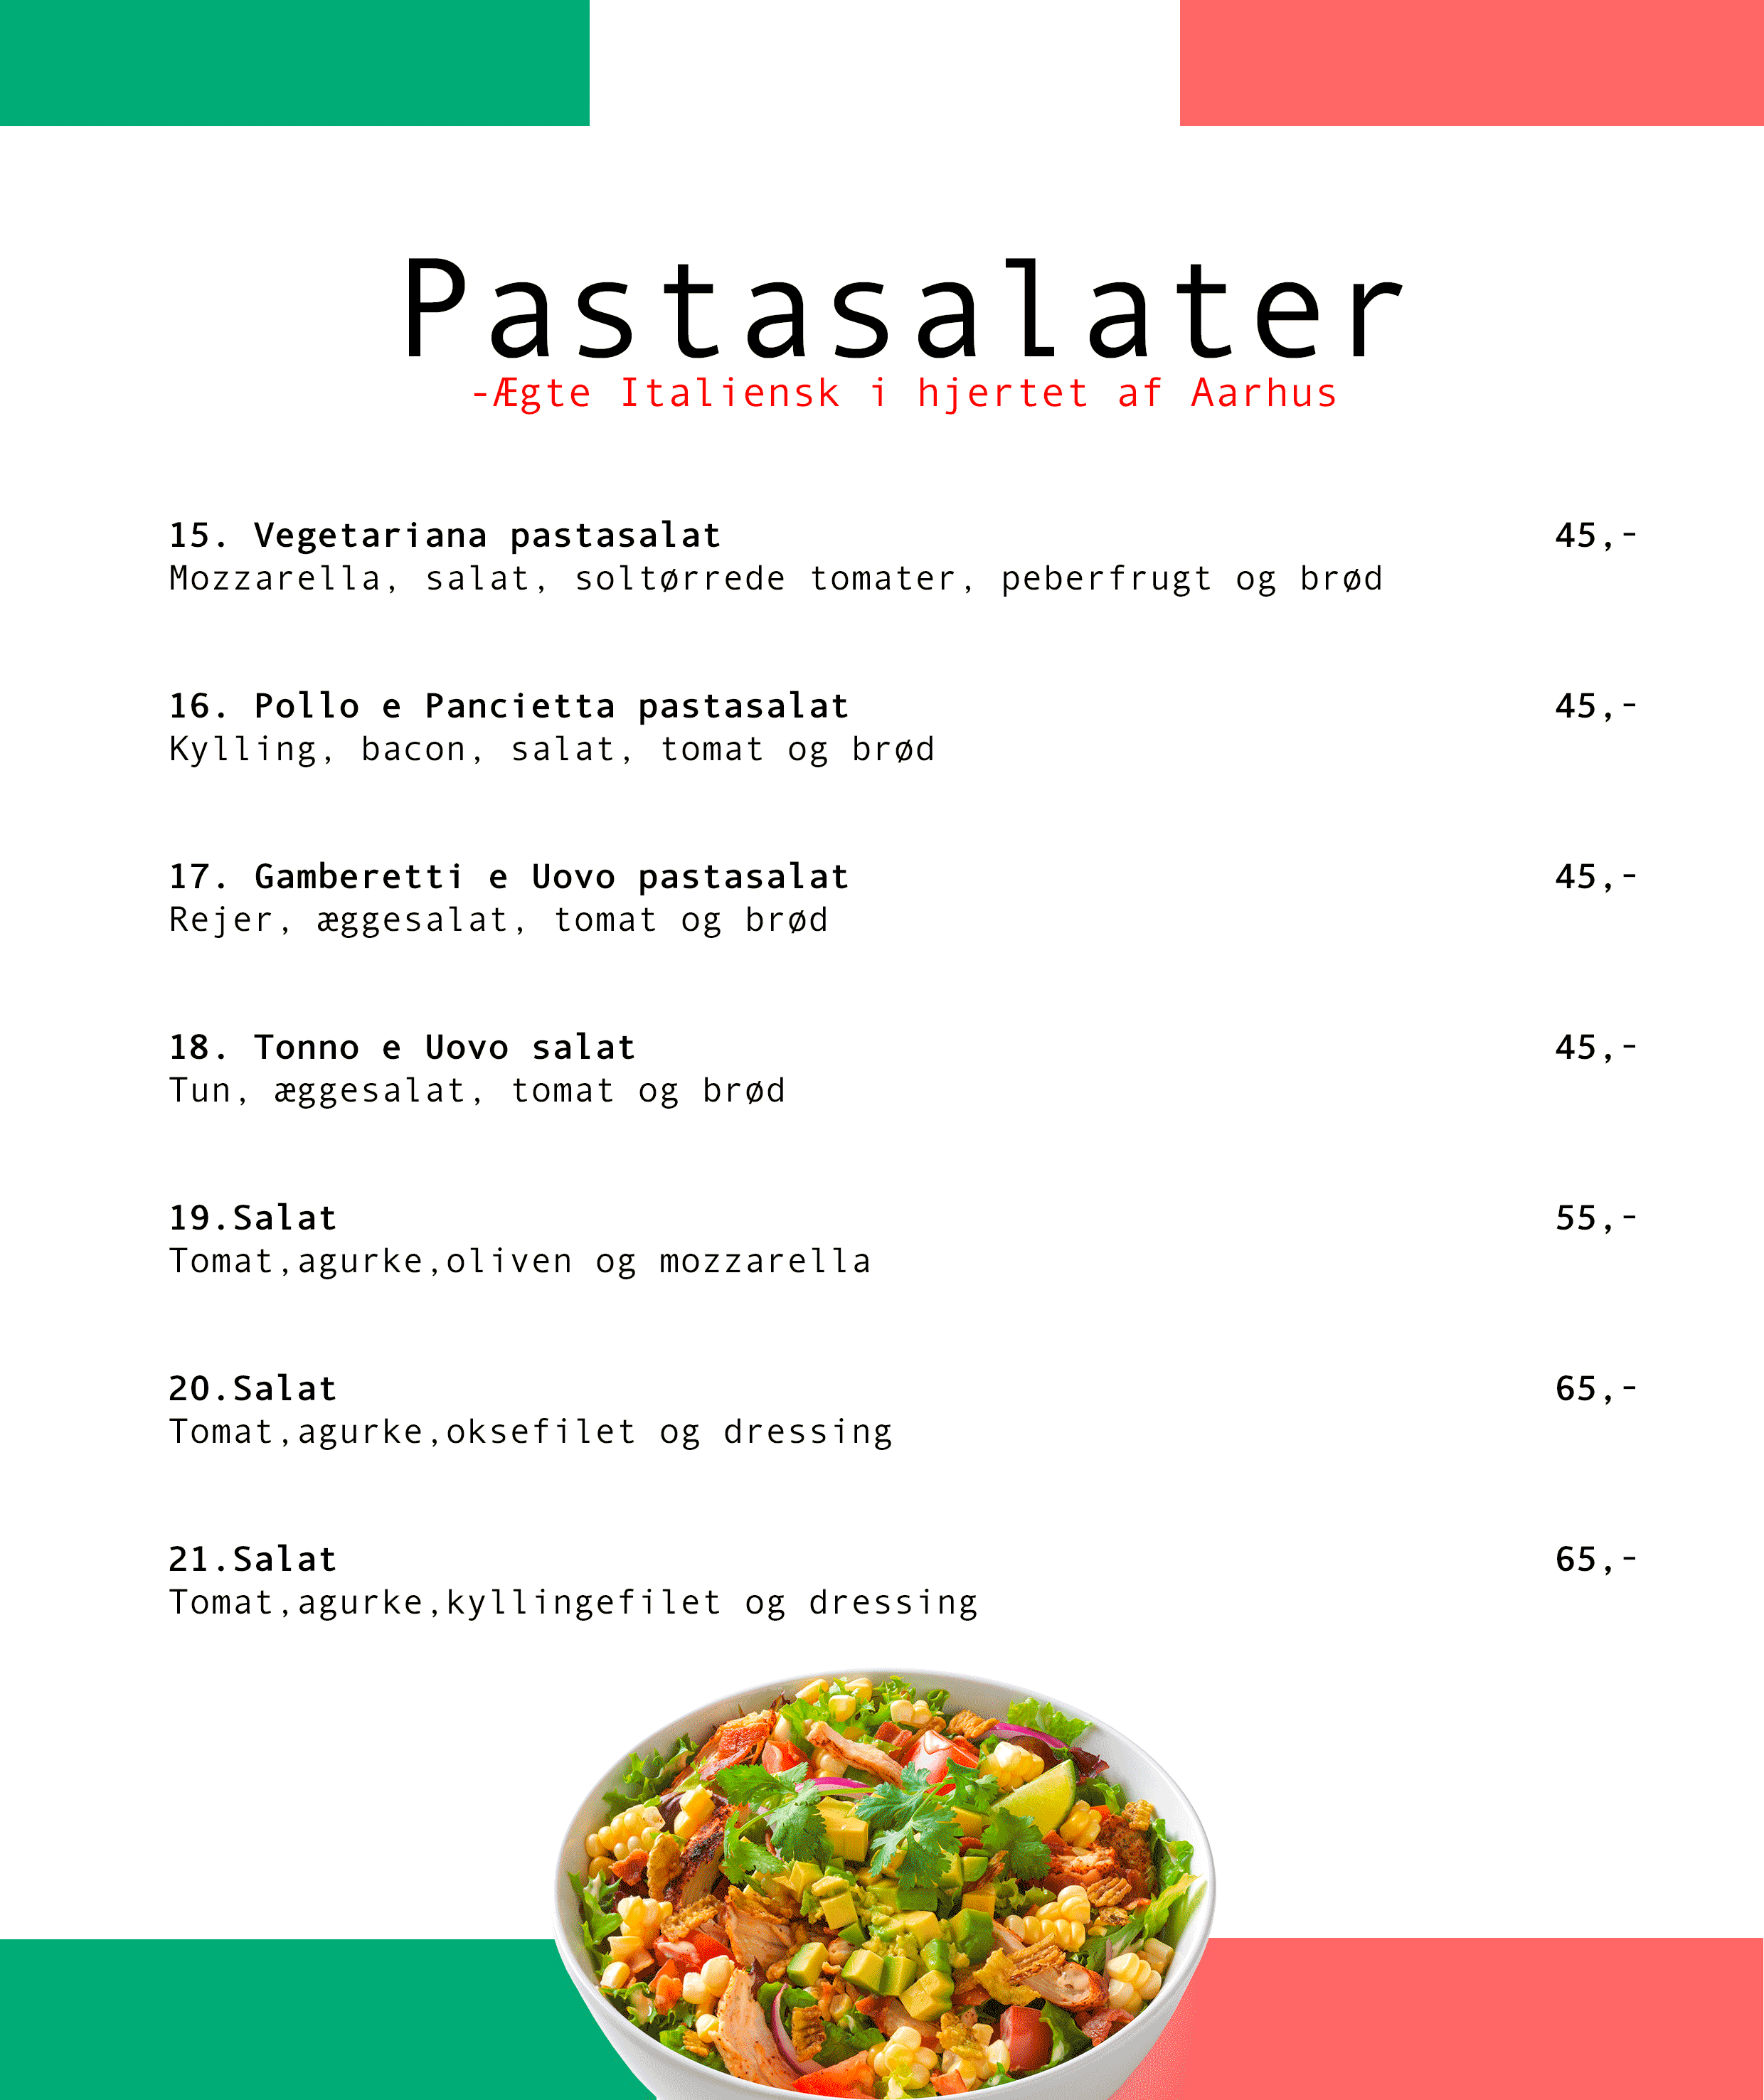 Pastasalater
-Ægte Italiensk i hjertet af Aarhus
15. Vegetariana pastasalat 45,-
Mozzarella, salat, soltørrede tomater, peberfrugt og brød
16. Pollo e Pancietta pastasalat 45,-
Kylling, bacon, salat, tomat og brød
17. Gamberetti e Uovo pastasalat 45,-
Rejer, æggesalat, tomat og brød
18. Tonno e Uovo salat 45,-
Tun, æggesalat, tomat og brød
19.Salat 55,-
Tomat,agurke,oliven og mozzarella
20.Salat 65,-
Tomat,agurke,oksefilet og dressing
21.Salat 65,-
Tomat,agurke,kyllingefilet og dressing